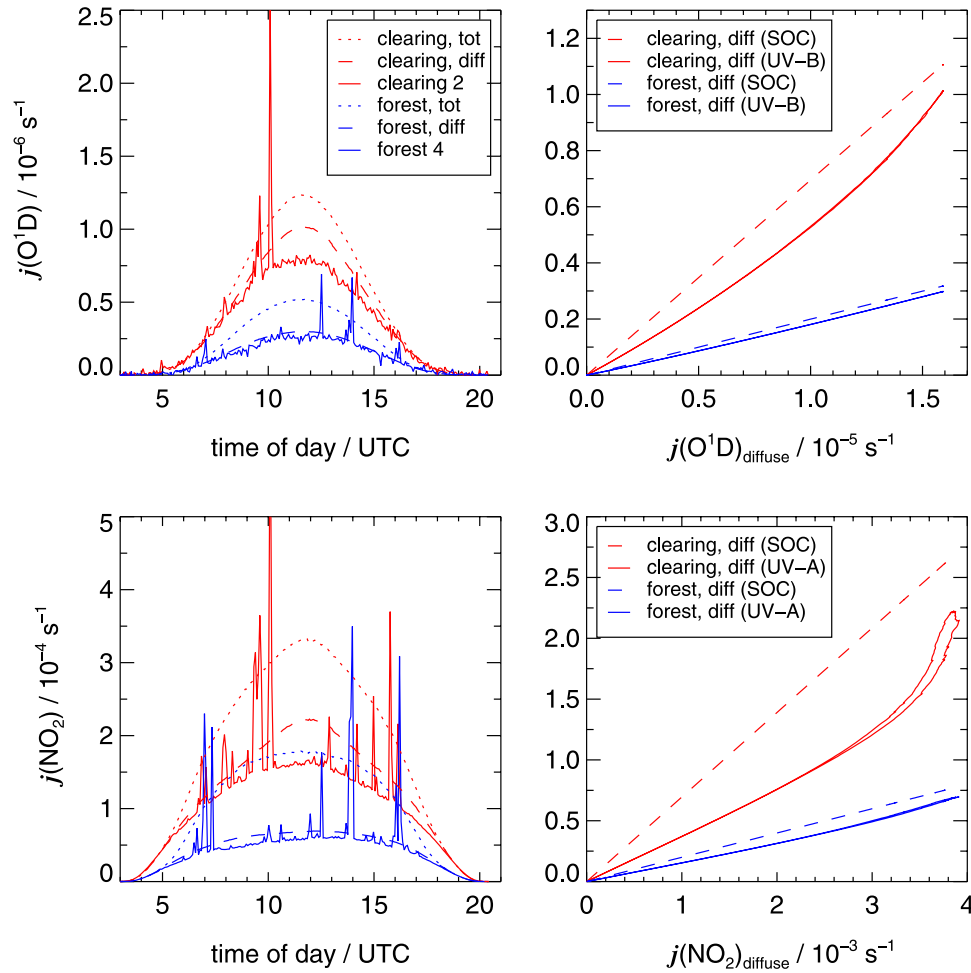 2.5
2.0
1.5
1.0
0.5
0.0
j(O¹D) / 10⁻⁶ s⁻¹
clearing, tot
clearing, diff
clearing 2
forest, tot
forest, diff
forest 4
5 10 15 20
time of day / UTC
1.2
1.0
0.8
0.6
0.4
0.2
0.0
clearing, diff (SOC)
clearing, diff (UV−B)
forest, diff (SOC)
forest, diff (UV−B)
0.0 0.5 1.0 1.5
j(O¹D)diffuse / 10⁻⁵ s⁻¹
5
4
3
2
1
0
j(NO₂) / 10⁻⁴ s⁻¹
5 10 15 20
time of day / UTC
3.0
2.5
2.0
1.5
1.0
0.5
0.0
clearing, diff (SOC)
clearing, diff (UV−A)
forest, diff (SOC)
forest, diff (UV−A)
0 1 2 3 4
j(NO₂)diffuse / 10⁻³ s⁻¹